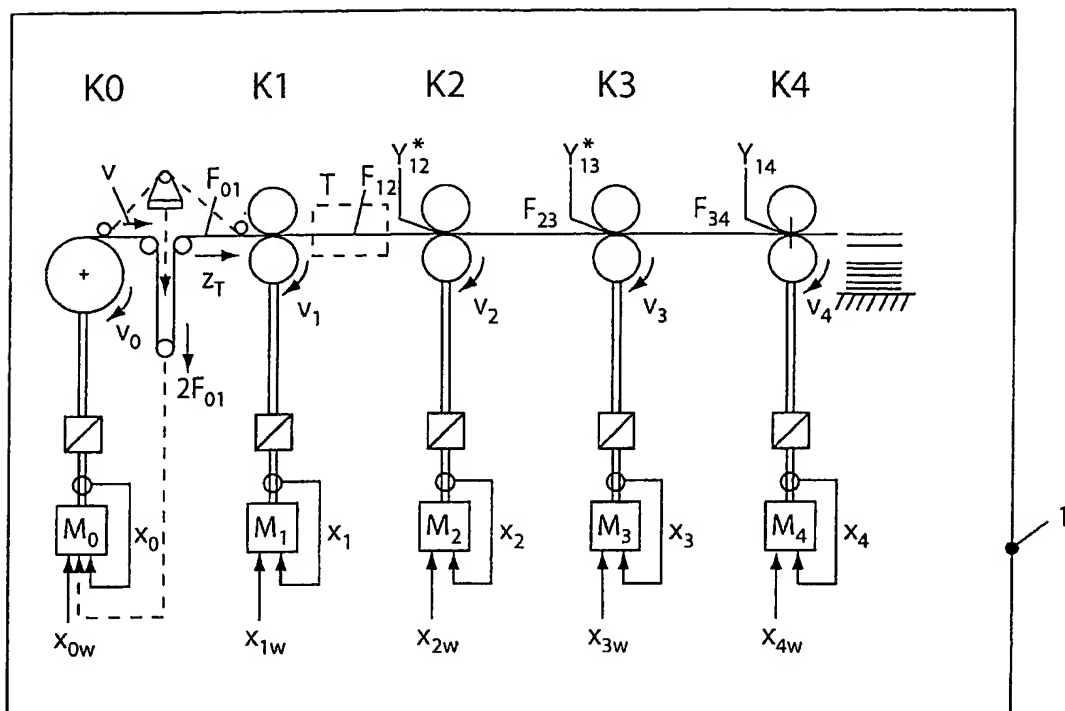 K0 K1 K2 K3 K4
Y*12 Y*13 Y14
v F01 T F12 F23 F34
zT
v0 v1 v2 v3 v4
2F01
M0 x0 M1 x1 M2 x2 M3 x3 M4 x4
1
x0w x1w x2w x3w x4w